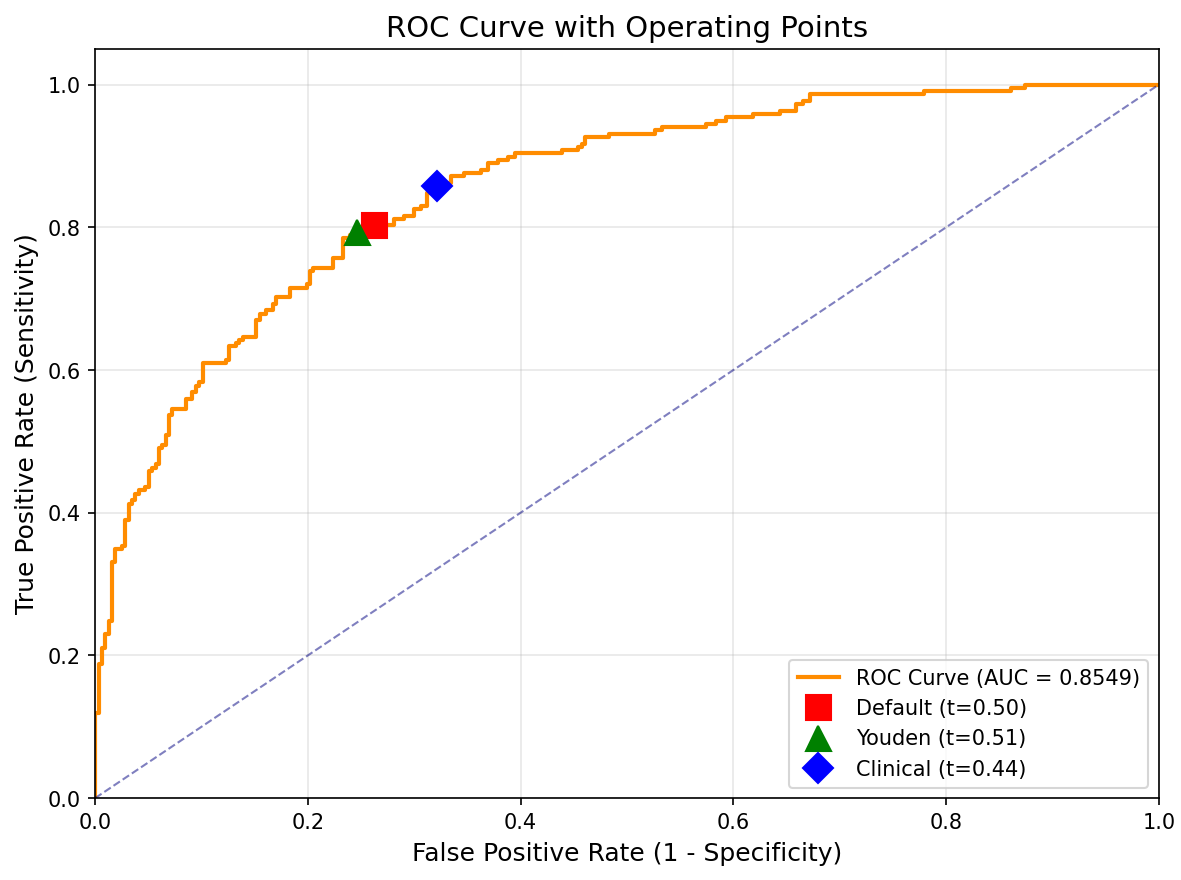 ROC Curve with Operating Points
True Positive Rate (Sensitivity)
1.0
0.8
0.6
0.4
0.2
0.0
0.0 0.2 0.4 0.6 0.8 1.0
False Positive Rate (1 - Specificity)
ROC Curve (AUC = 0.8549)
Default (t=0.50)
Youden (t=0.51)
Clinical (t=0.44)